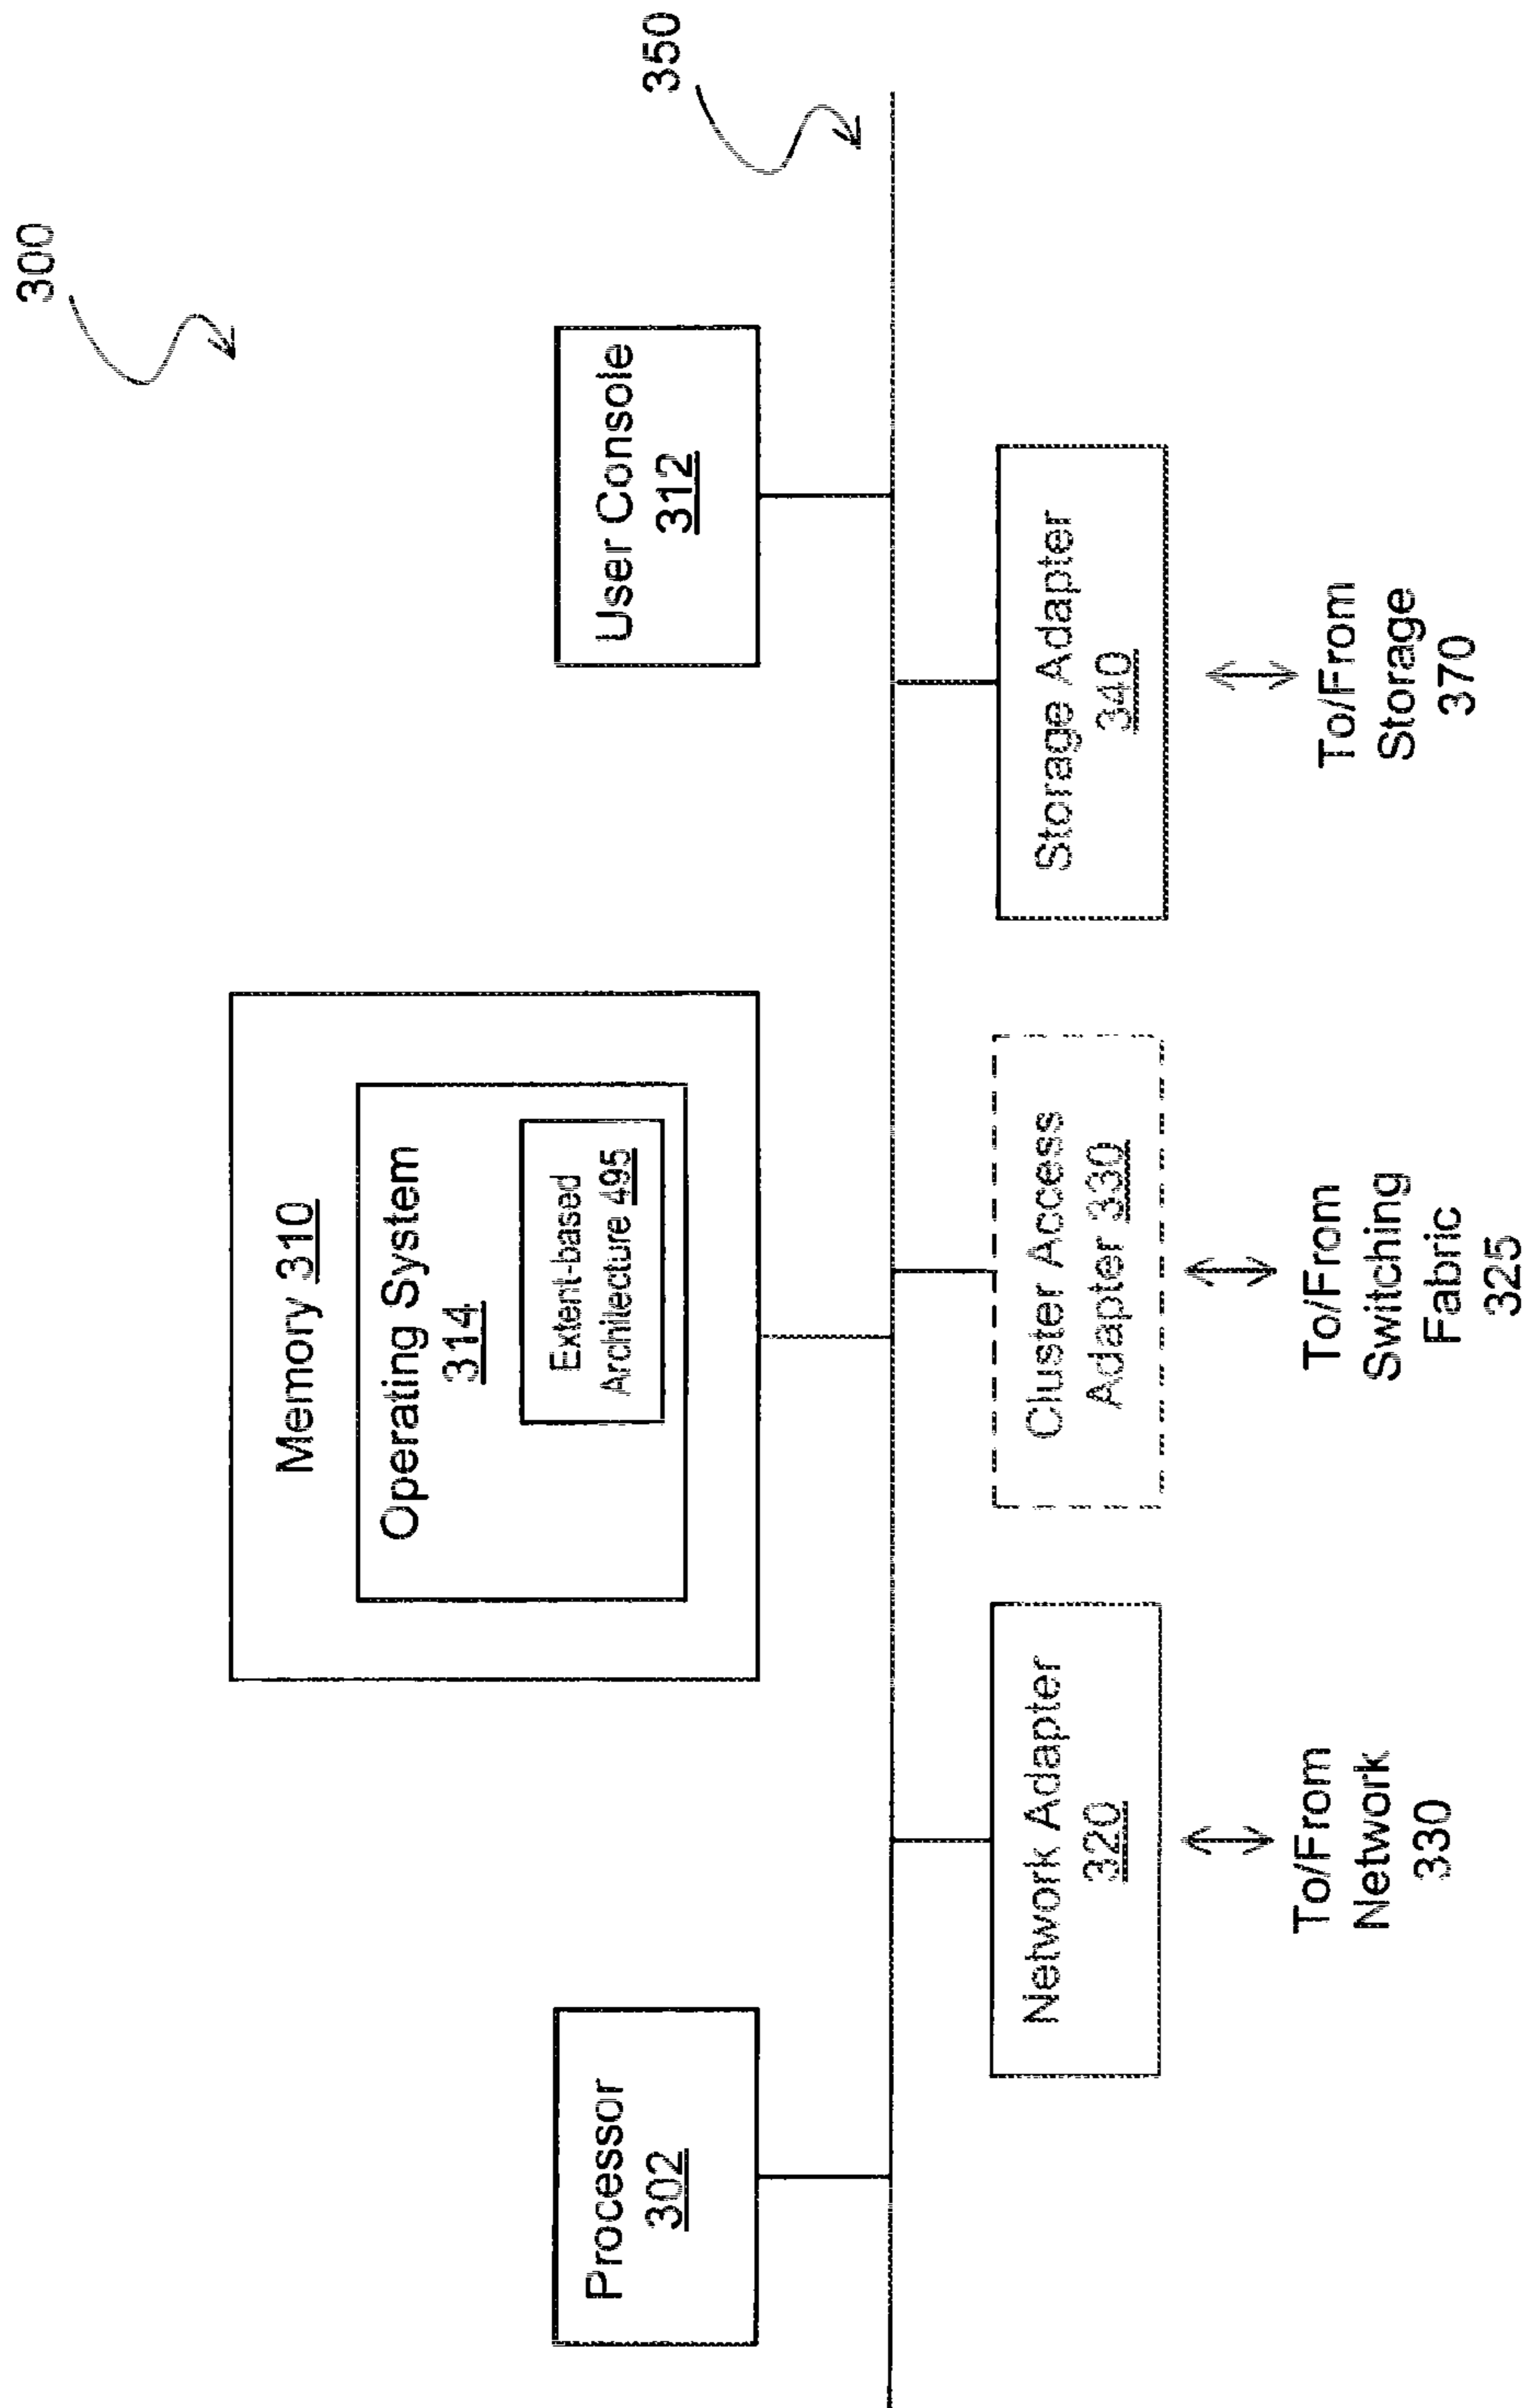 300
350
Processor
302
Memory 310
Operating System
314
Extent-based
Architecture 495
User Console
312
Network Adapter
320
Cluster Access
Adapter 330
Storage Adapter
340
To/From
Network
330
To/From
Switching
Fabric
325
To/From
Storage
370